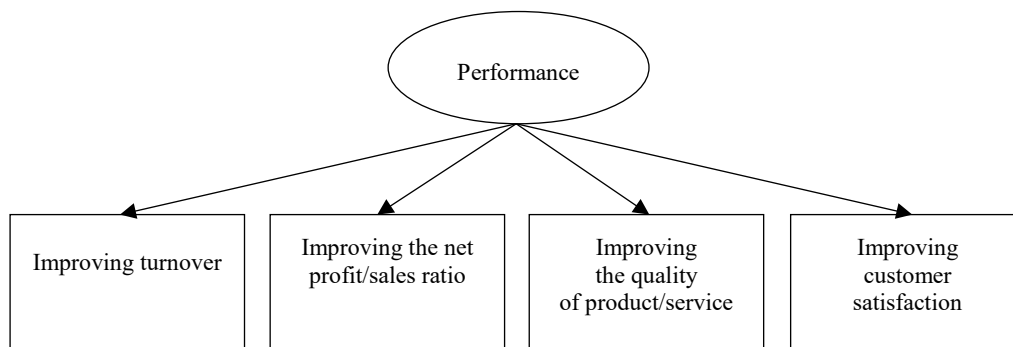 Performance
Improving turnover
Improving the net
profit/sales ratio
Improving
the quality
of product/service
Improving
customer
satisfaction